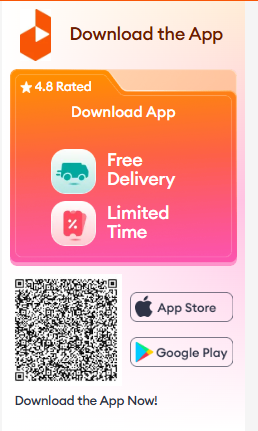 Download the App
4.8 Rated
Download App
Free
Delivery
Limited
Time
App Store
Google Play
Download the App Now!